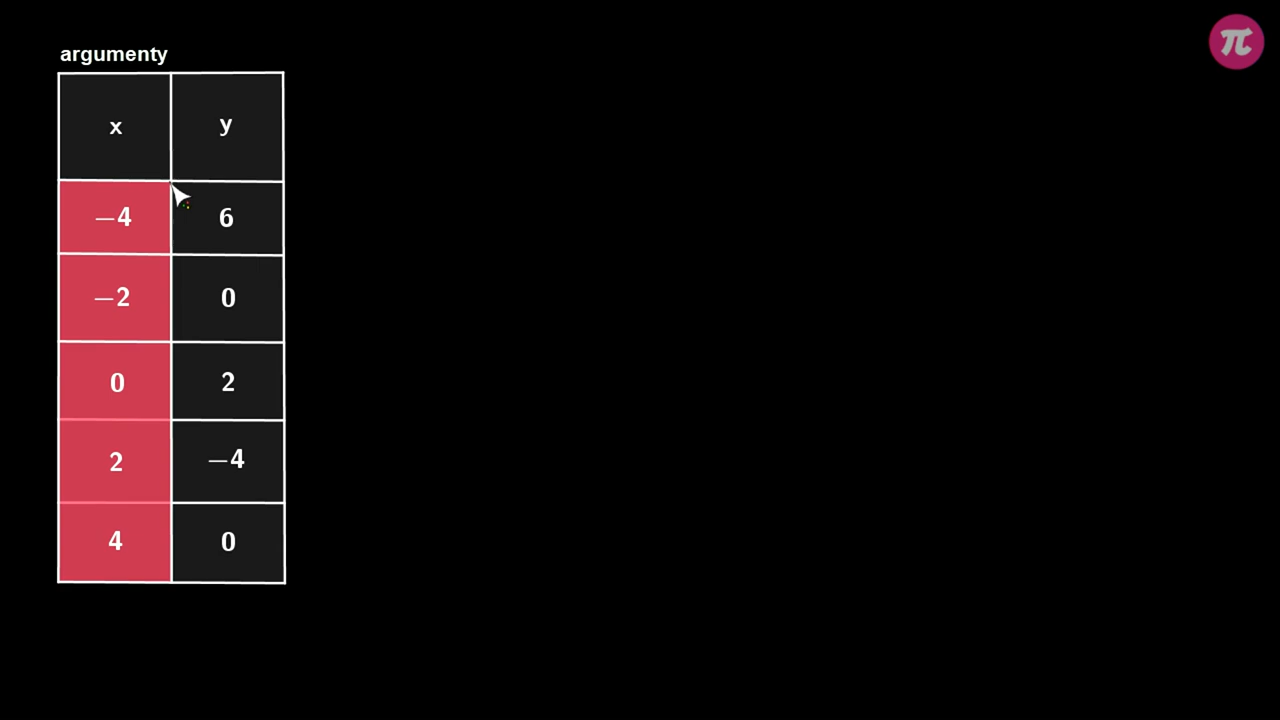 argumenty
x y
–4 6
–2 0
0 2
2 –4
4 0
π